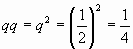 qq = q² = (1/2)² = 1/4